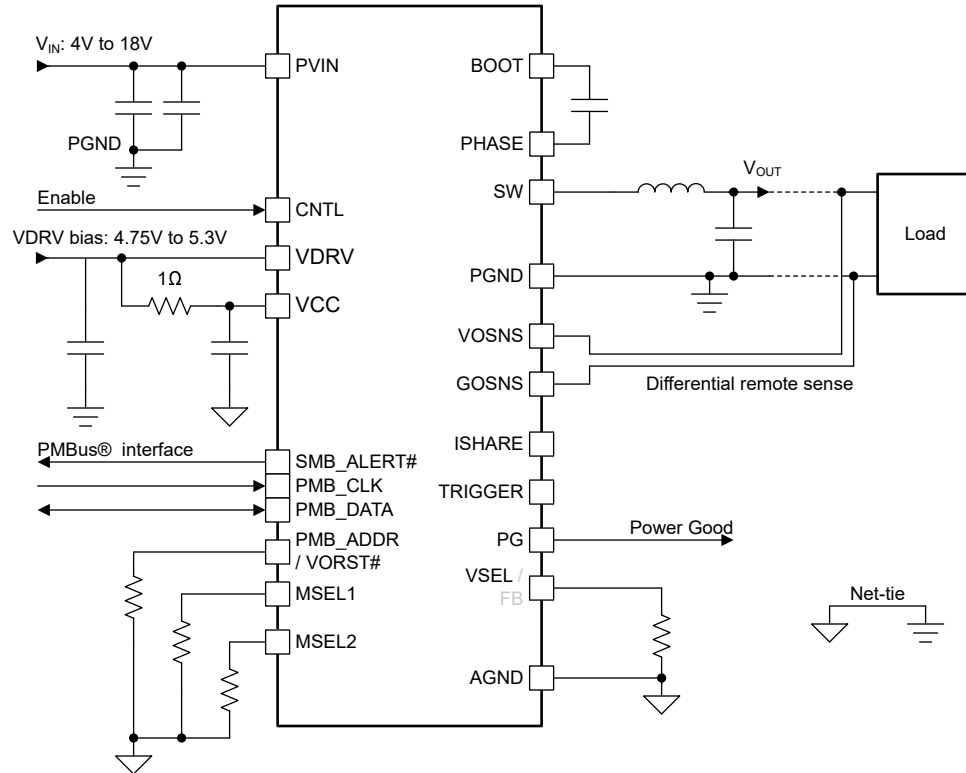 VIN: 4V to 18V
PVIN
BOOT
PGND
PHASE
VOUT
SW
Load
Enable
CNTL
VDRV bias: 4.75V to 5.3V
VDRV
1Ω
PGND
VCC
VOSNS
GOSNS
Differential remote sense
ISHARE
PMBus® interface
SMB_ALERT#
PMB_CLK
TRIGGER
PMB_DATA
PMB_ADDR
/ VORST#
PG
Power Good
VSEL /
FB
MSEL1
Net-tie
MSEL2
AGND